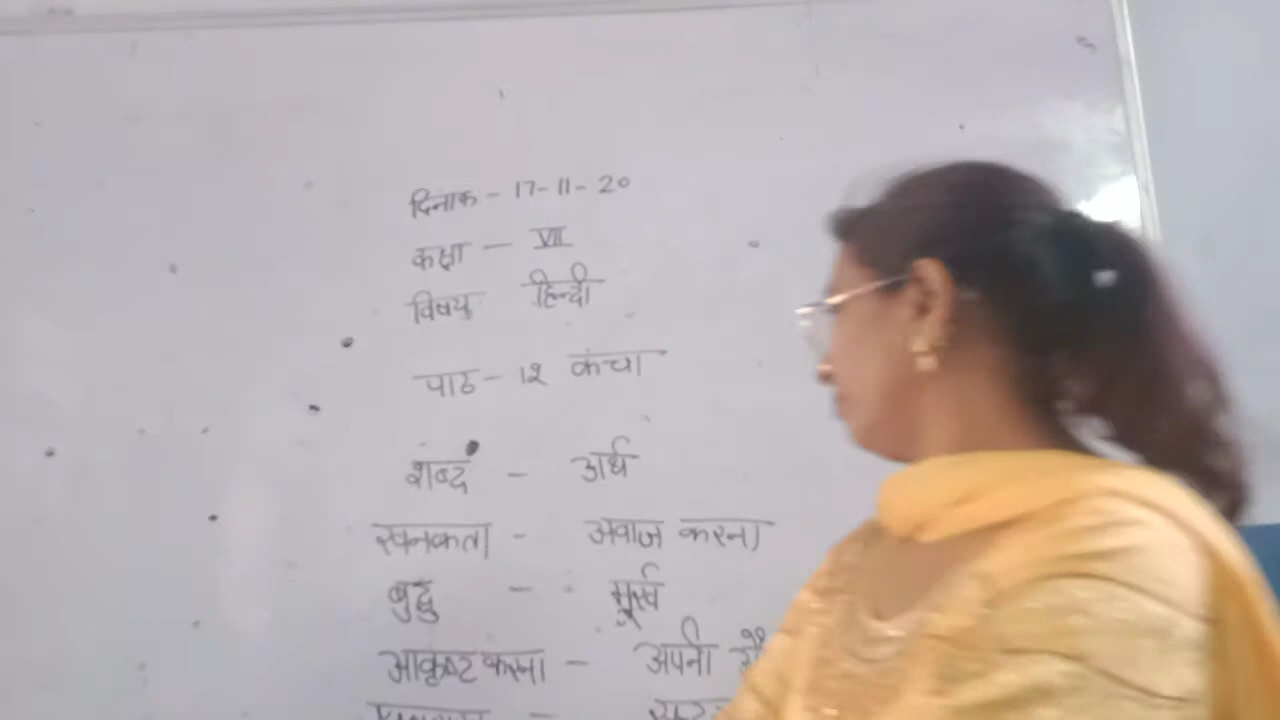 दिनाक - 17-11-20
कक्षा - VII
विषय हिन्दी
पाठ - 12 कंचा
शब्द - अर्थ
खनकता - अवाज करना
बुद्धु - मूर्ख
आकृष्ट करना - अपनी